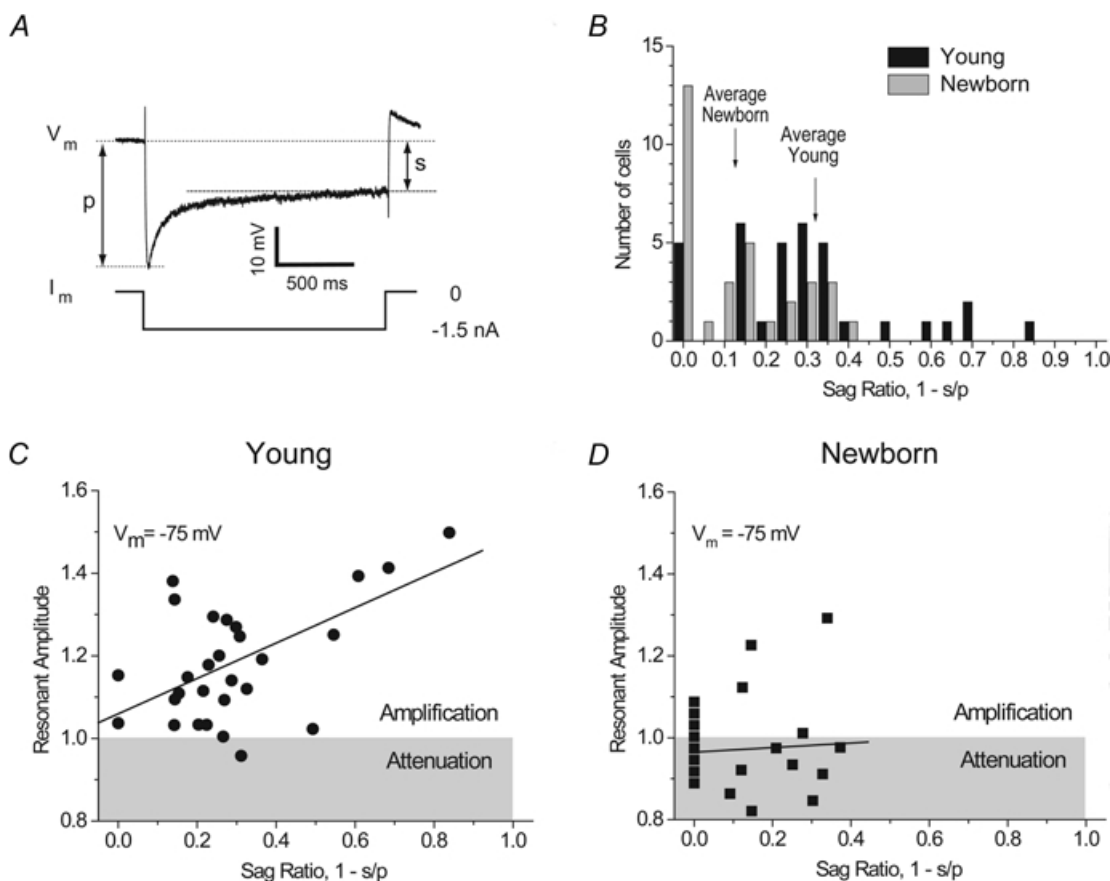 A
V m
p
s
10 mV
500 ms
I m
0
-1.5 nA
B
15
10
5
0
Number of cells
Young
Newborn
Average
Newborn
Average
Young
0.0 0.1 0.2 0.3 0.4 0.5 0.6 0.7 0.8 0.9 1.0
Sag Ratio, 1 - s/p
C
Young
1.6
1.4
1.2
1.0
0.8
Resonant Amplitude
V m = -75 mV
Amplification
Attenuation
0.0 0.2 0.4 0.6 0.8 1.0
Sag Ratio, 1 - s/p
D
Newborn
1.6
1.4
1.2
1.0
0.8
Resonant Amplitude
V m = -75 mV
Amplification
Attenuation
0.0 0.2 0.4 0.6 0.8 1.0
Sag Ratio, 1 - s/p